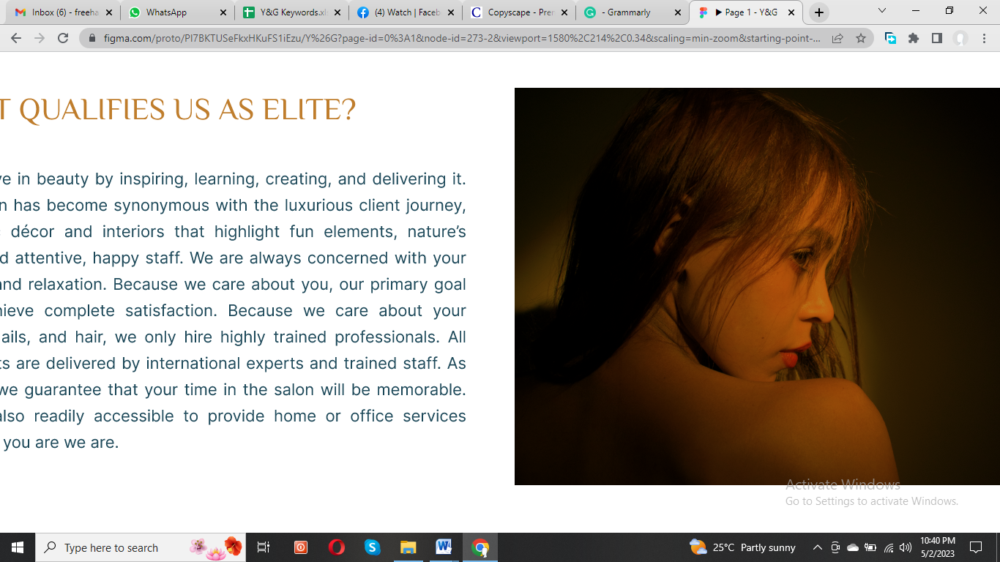 Inbox (6) - freeha
WhatsApp
Y&G Keywords.xl
(4) Watch | Faceb
Copyscape - Prer
- Grammarly
Page 1 - Y&G
figma.com/proto/Pl7BKTUSeFkxHKuFS1iEzu/Y%26G?page-id=0%3A1&node-id=273-2&viewport=1580%2C214%2C0.34&scaling=min-zoom&starting-point-...
T QUALIFIES US AS ELITE?
ve in beauty by inspiring, learning, creating, and delivering it.
n has become synonymous with the luxurious client journey,
décor and interiors that highlight fun elements, nature’s
d attentive, happy staff. We are always concerned with your
and relaxation. Because we care about you, our primary goal
hieve complete satisfaction. Because we care about your
ails, and hair, we only hire highly trained professionals. All
ts are delivered by international experts and trained staff. As
we guarantee that your time in the salon will be memorable.
also readily accessible to provide home or office services
you are we are.
Activate Windows
Go to Settings to activate Windows.
Type here to search
25°C Partly sunny
10:40 PM
5/2/2023